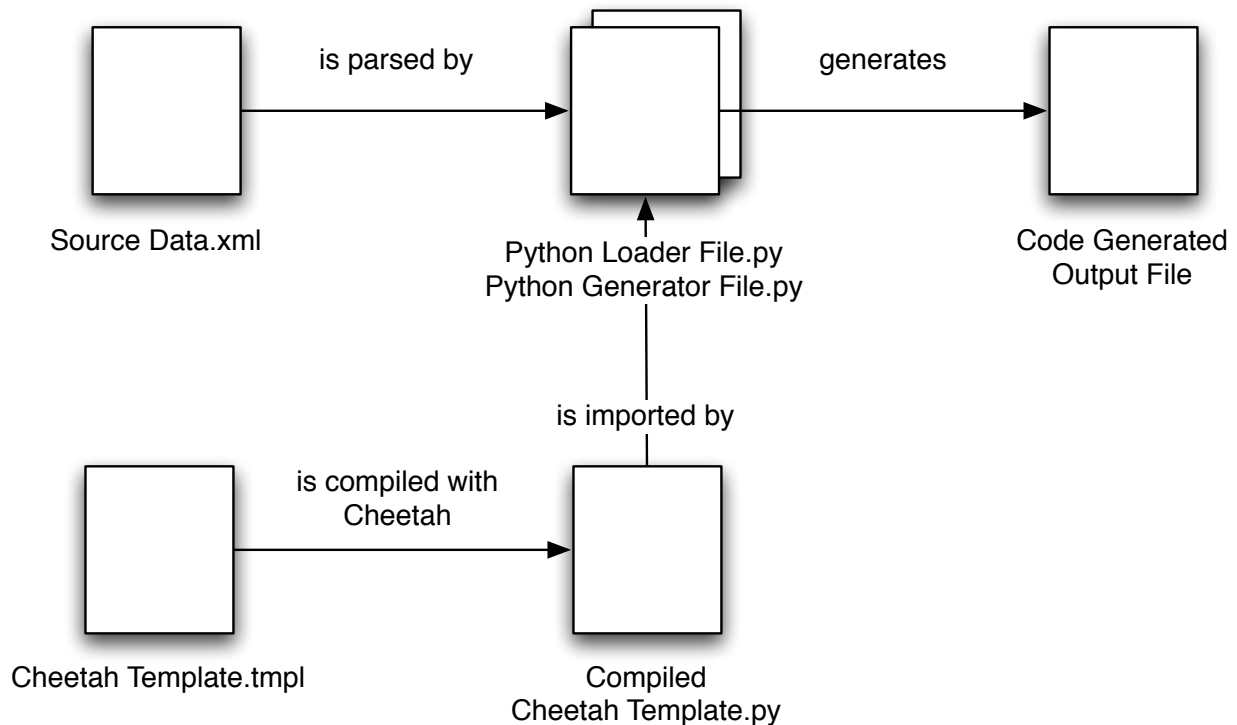 is parsed by
generates
Source Data.xml
Python Loader File.py
Python Generator File.py
Code Generated
Output File
is imported by
is compiled with
Cheetah
Cheetah Template.tmpl
Compiled
Cheetah Template.py